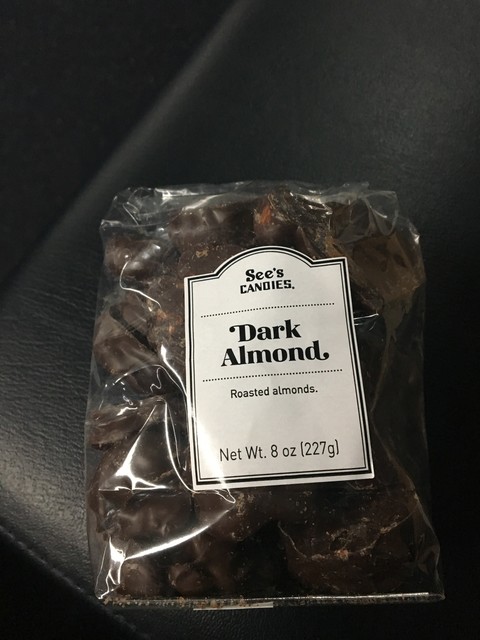 See's
CANDIES®
Dark
Almond
Roasted almonds.
Net Wt. 8 oz (227g)